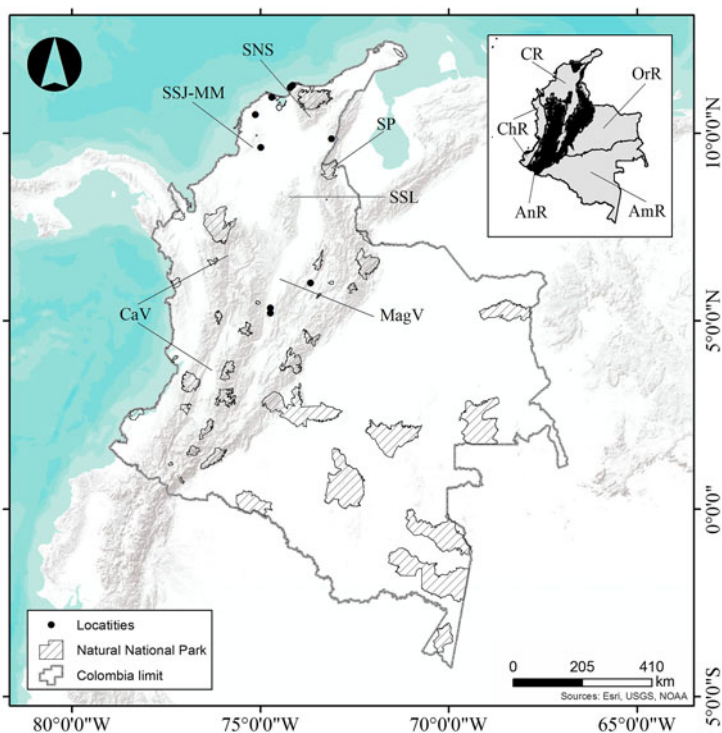 SNS
SSJ-MM
SP
SSL
CaV
MagV
CR
OrR
ChR
AnR
AmR
10°0'0"N
5°0'0"N
0°0'0"
5°0'0"S
Locatities
Natural National Park
Colombia limit
0 205 410
km
Sources: Esri, USGS, NOAA
80°0'0"W 75°0'0"W 70°0'0"W 65°0'0"W